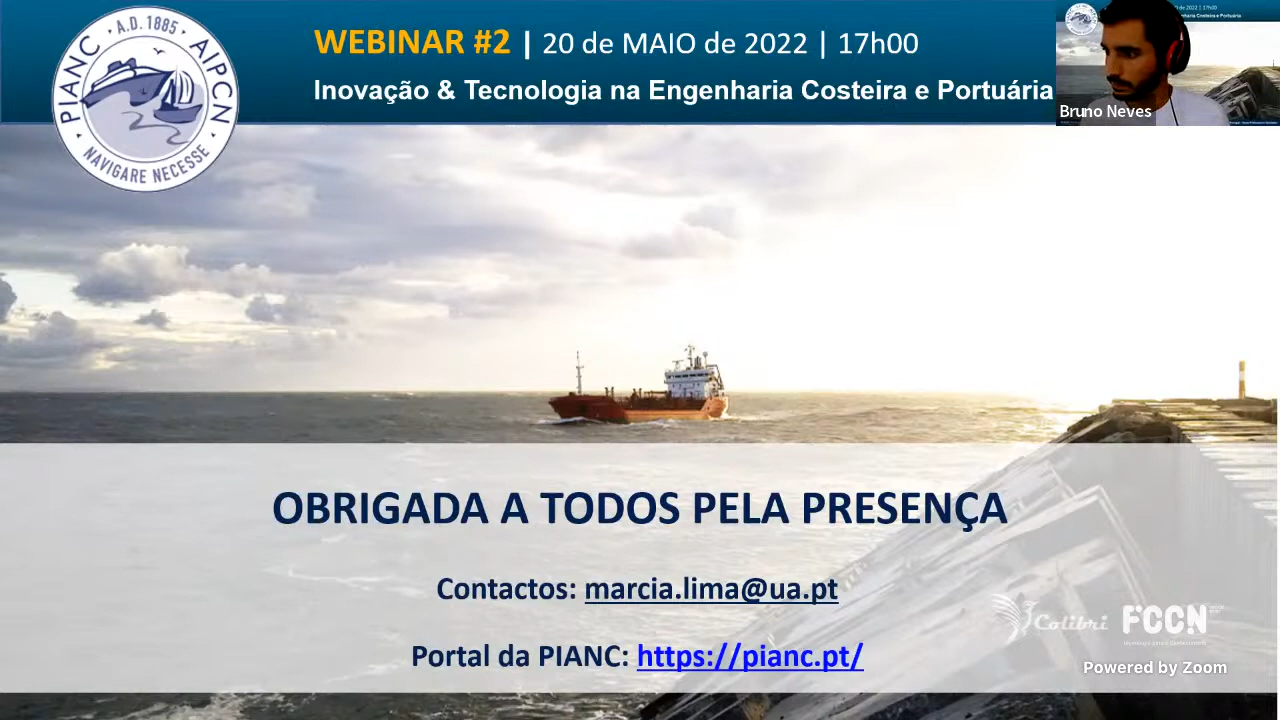 WEBINAR #2 | 20 de MAIO de 2022 | 17h00
Inovação & Tecnologia na Engenharia Costeira e Portuária
PIANC · A.D. 1885 · AIPCN
NAVIGARE NECESSE
Bruno Neves
OBRIGADA A TODOS PELA PRESENÇA
Contactos: marcia.lima@ua.pt
Portal da PIANC: https://pianc.pt/
Colibri FCCN
Powered by Zoom